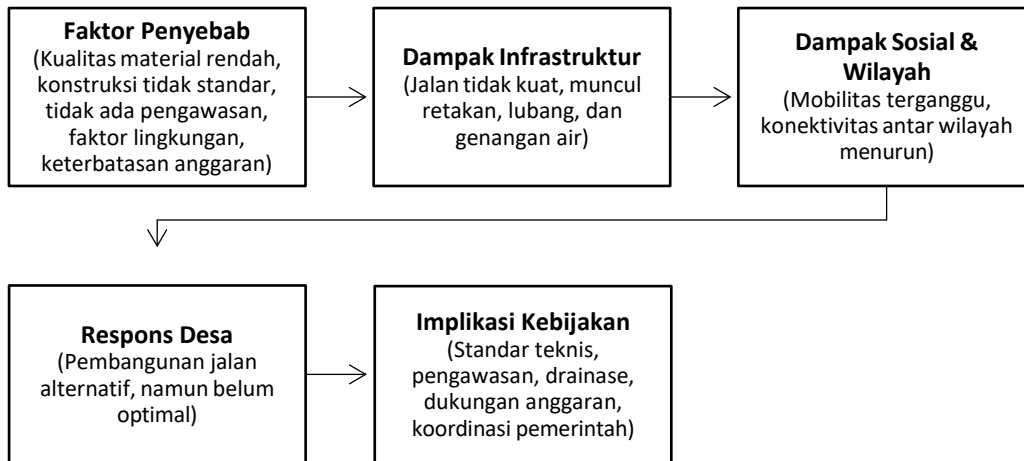 Faktor Penyebab
(Kualitas material rendah,
konstruksi tidak standar,
tidak ada pengawasan,
faktor lingkungan,
keterbatasan anggaran)
Dampak Infrastruktur
(Jalan tidak kuat, muncul
retakan, lubang, dan
genangan air)
Dampak Sosial &
Wilayah
(Mobilitas terganggu,
konektivitas antar wilayah
menurun)
Respons Desa
(Pembangunan jalan
alternatif, namun belum
optimal)
Implikasi Kebijakan
(Standar teknis,
pengawasan, drainase,
dukungan anggaran,
koordinasi pemerintah)